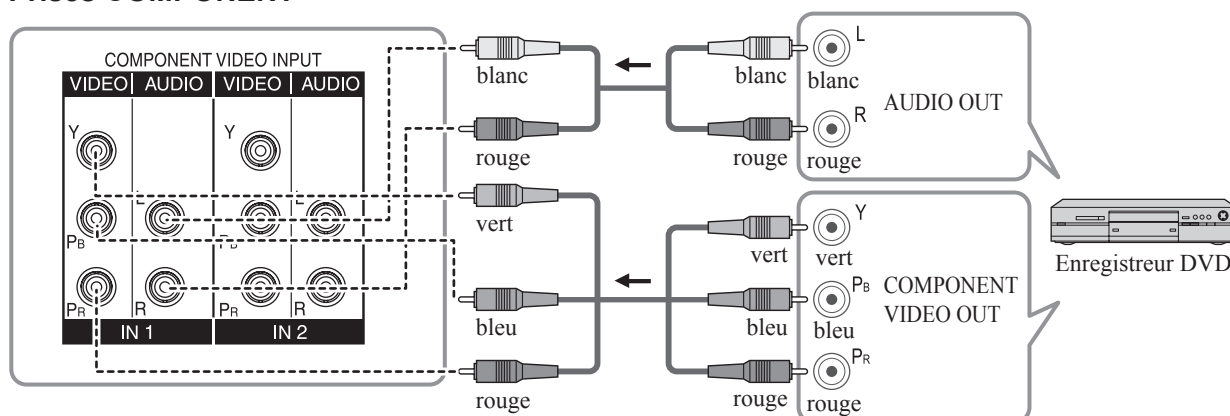 COMPONENT VIDEO INPUT
VIDEO AUDIO VIDEO AUDIO
Y
Y
L
L
PB
PB
PR
R
PR
R
IN 1
IN 2
blanc
rouge
vert
bleu
rouge
blanc
rouge
vert
bleu
rouge
L
blanc
R
rouge
AUDIO OUT
Y
vert
PB
bleu
PR
rouge
COMPONENT
VIDEO OUT
Enregistreur DVD